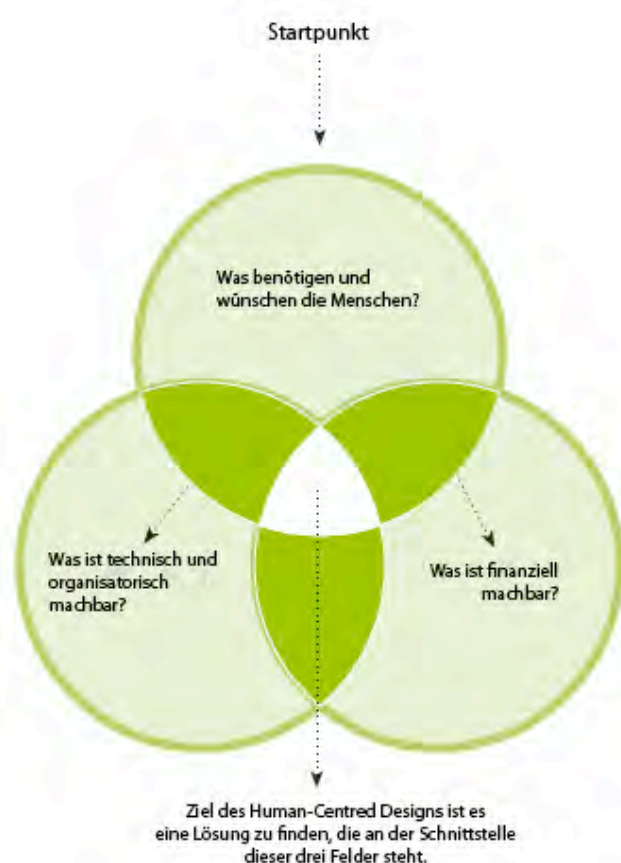 Startpunkt
Was benötigen und
wünschen die Menschen?
Was ist technisch und
organisatorisch
machbar?
Was ist finanziell
machbar?
Ziel des Human-Centred Designs ist es
eine Lösung zu finden, die an der Schnittstelle
dieser drei Felder steht.